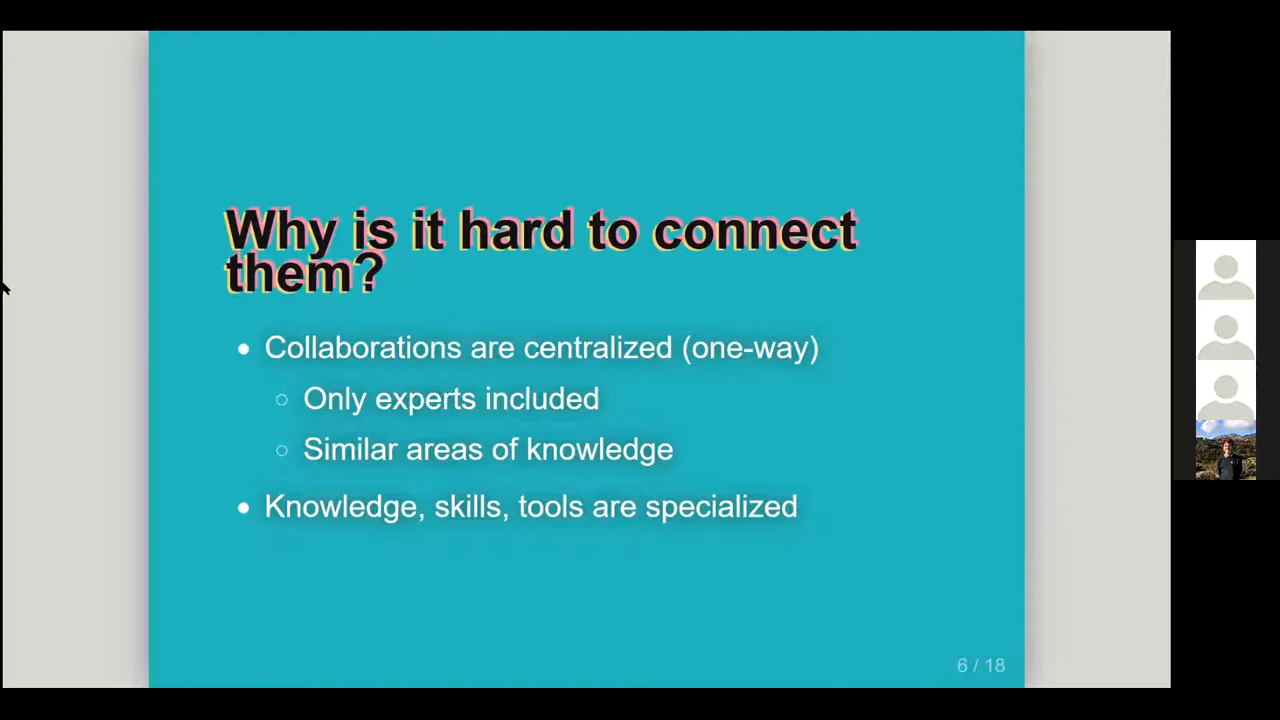 Why is it hard to connect
them?
Collaborations are centralized (one-way)
Only experts included
Similar areas of knowledge
Knowledge, skills, tools are specialized
6 / 18